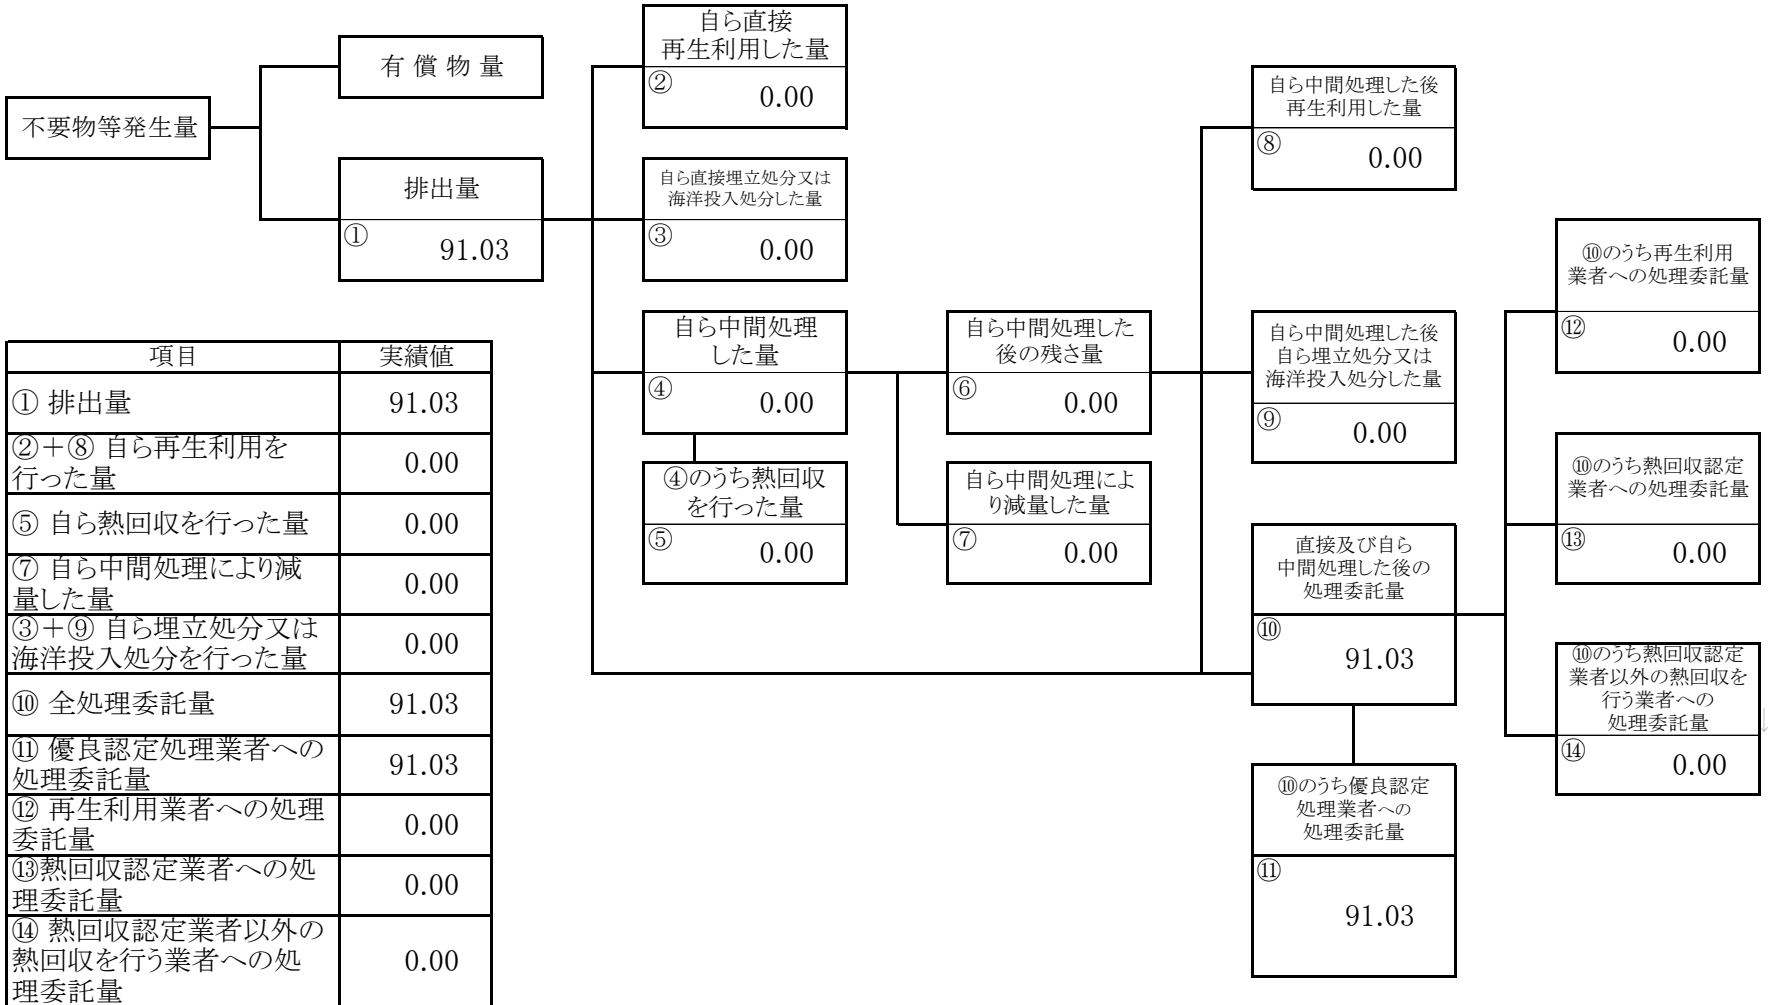 不要物等発生量
有 償 物 量
排出量
①
91.03
自ら直接
再生利用した量
②
0.00
自ら直接埋立処分又は
海洋投入処分した量
③
0.00
自ら中間処理
した量
④
0.00
④のうち熱回収
を行った量
⑤
0.00
自ら中間処理した
後の残さ量
⑥
0.00
自ら中間処理によ
り減量した量
⑦
0.00
自ら中間処理した後
再生利用した量
⑧
0.00
自ら中間処理した後
自ら埋立処分又は
海洋投入処分した量
⑨
0.00
直接及び自ら
中間処理した後の
処理委託量
⑩
91.03
⑩のうち優良認定
処理業者への
処理委託量
⑪
91.03
⑩のうち再生利用
業者への処理委託量
⑫
0.00
⑩のうち熱回収認定
業者への処理委託量
⑬
0.00
⑩のうち熱回収認定
業者以外の熱回収を
行う業者への
処理委託量
⑭
0.00
↓
項目 実績値
① 排出量 91.03
②＋⑧ 自ら再生利用を
行った量 0.00
⑤ 自ら熱回収を行った量 0.00
⑦ 自ら中間処理により減
量した量 0.00
③＋⑨ 自ら埋立処分又は
海洋投入処分を行った量 0.00
⑩ 全処理委託量 91.03
⑪ 優良認定処理業者への
処理委託量 91.03
⑫ 再生利用業者への処理
委託量 0.00
⑬熱回収認定業者への処
理委託量 0.00
⑭ 熱回収認定業者以外の
熱回収を行う業者への処
理委託量 0.00